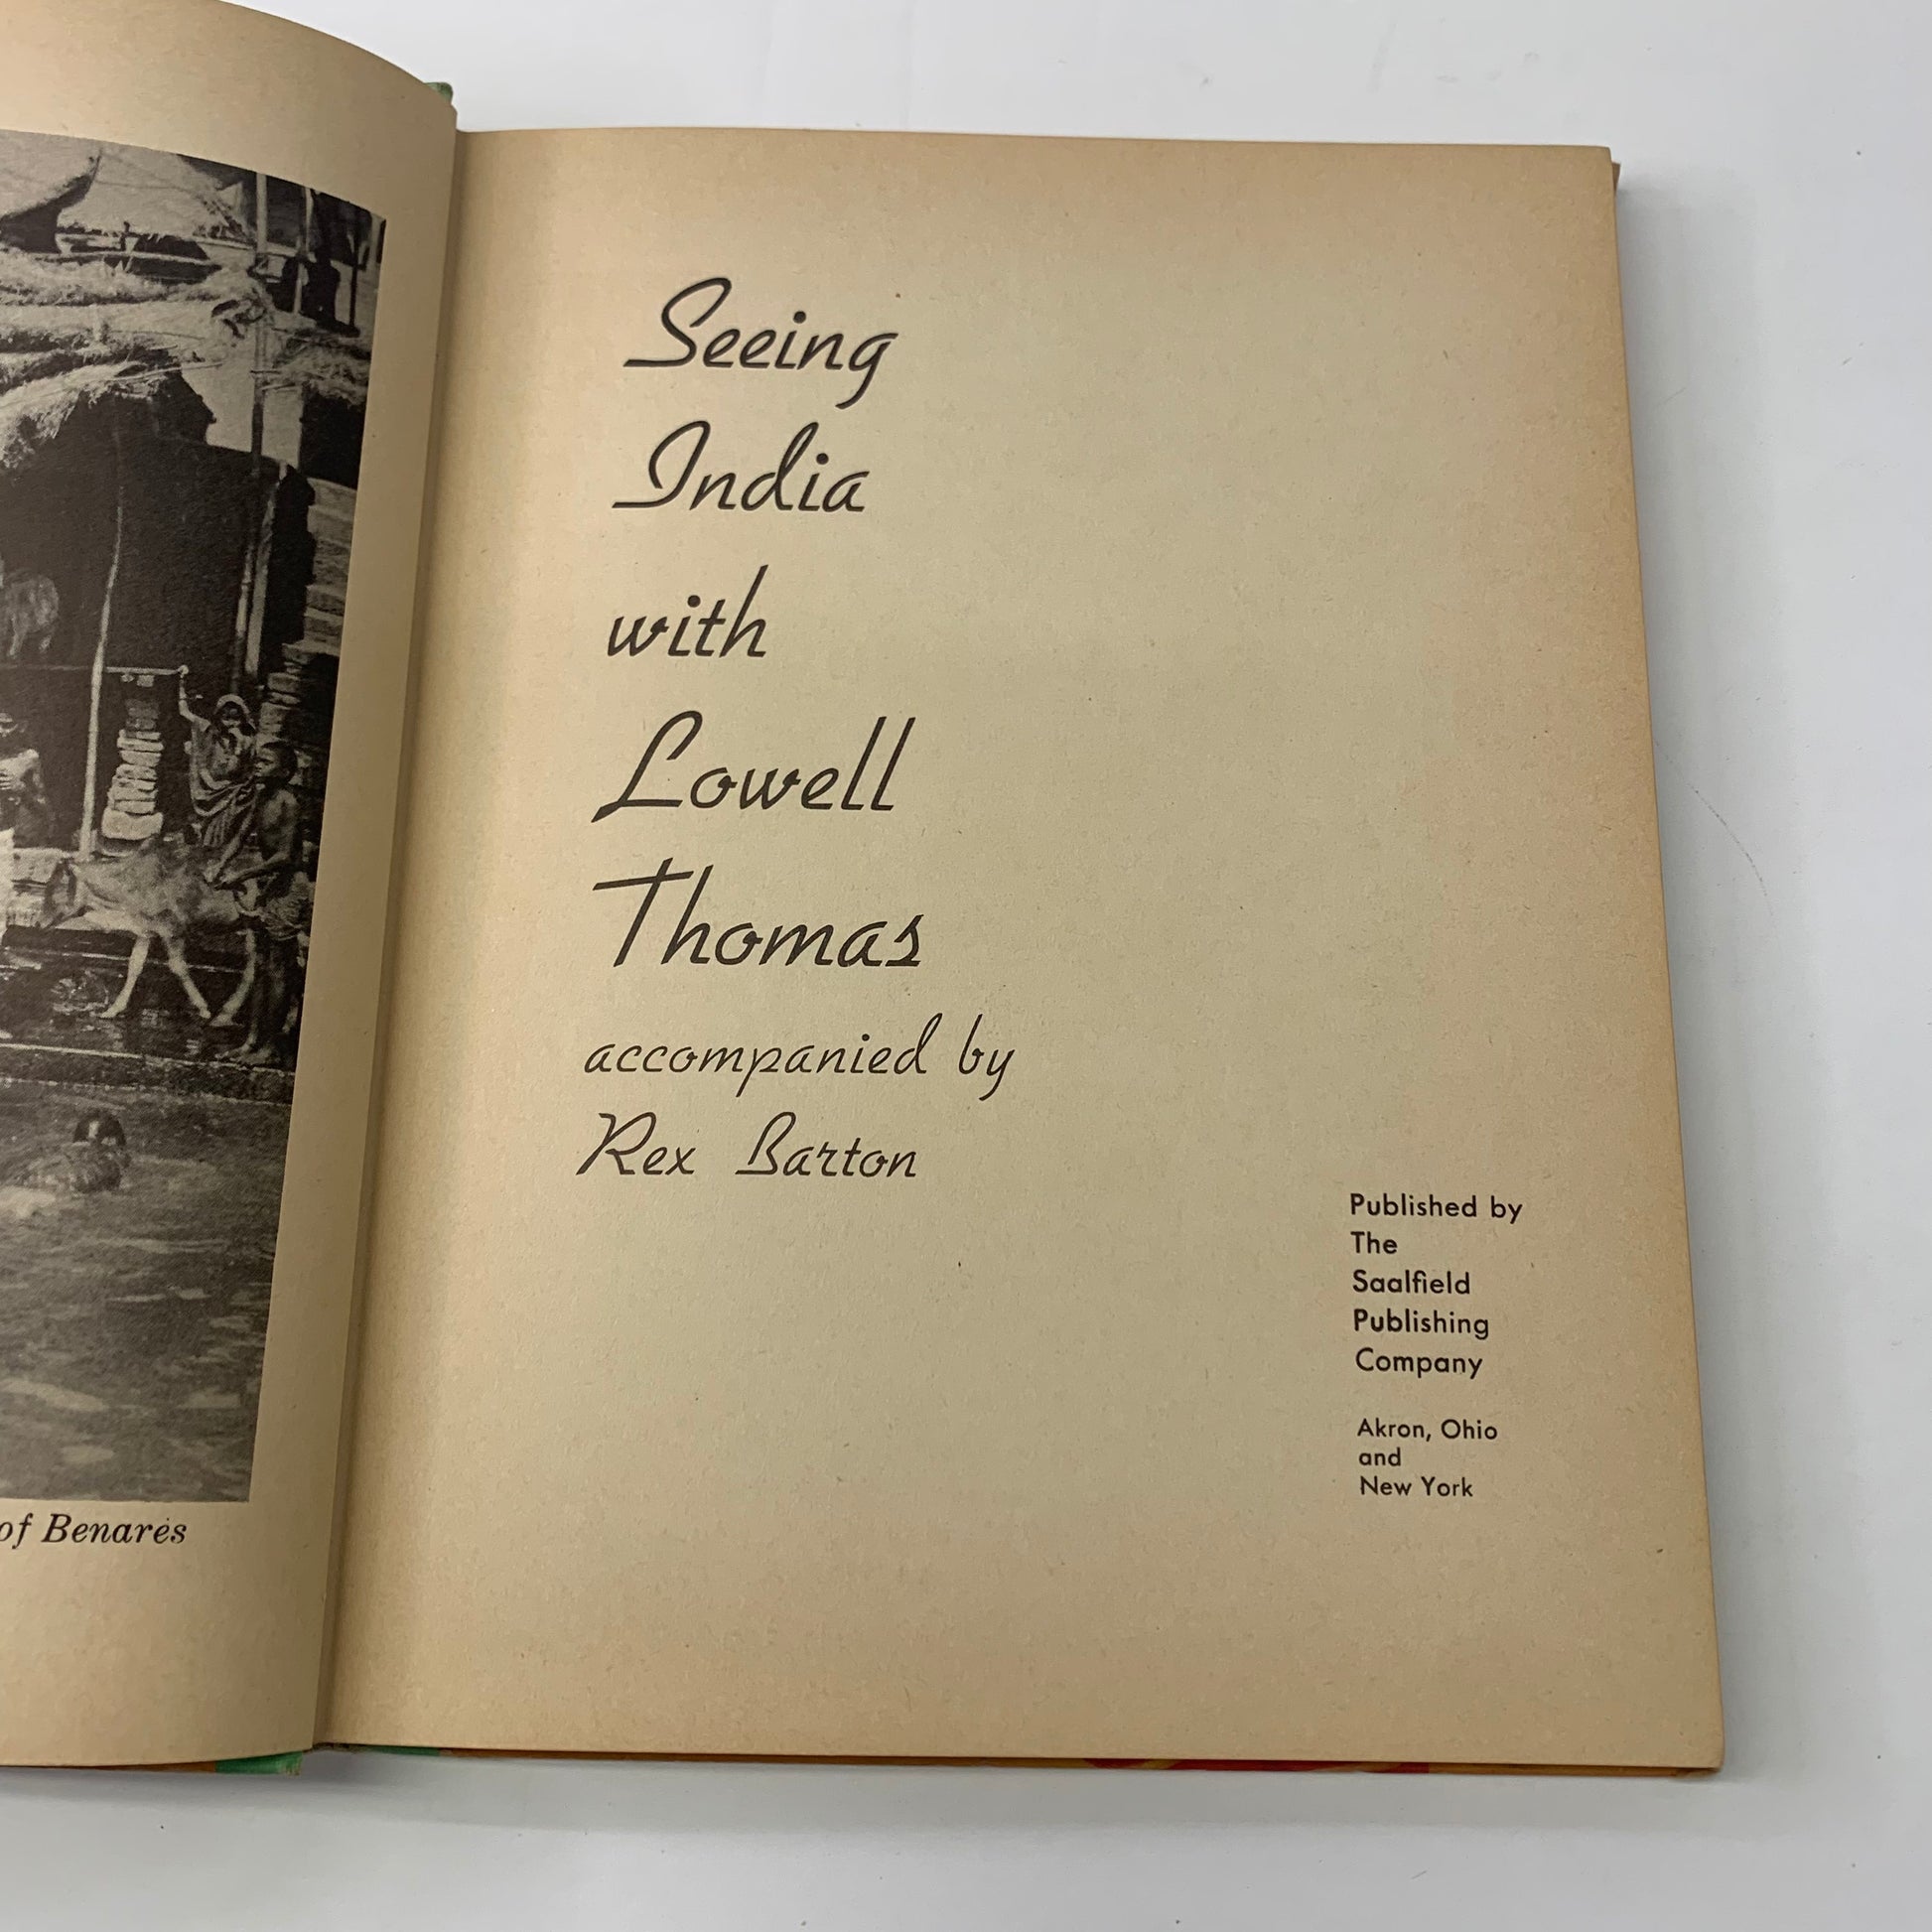 of Benares
Seeing
India
with
Lowell
Thomas
accompanied by
Rex Barton
Published by
The
Saalfield
Publishing
Company
Akron, Ohio
and
New York